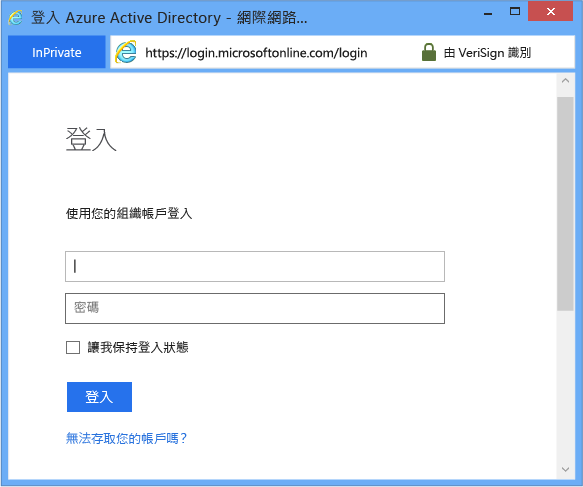 登入 Azure Active Directory - 網際網路...
InPrivate https://login.microsoftonline.com/login 由 VeriSign 識別
登入
使用您的組織帳戶登入
密碼
讓我保持登入狀態
登入
無法存取您的帳戶嗎?